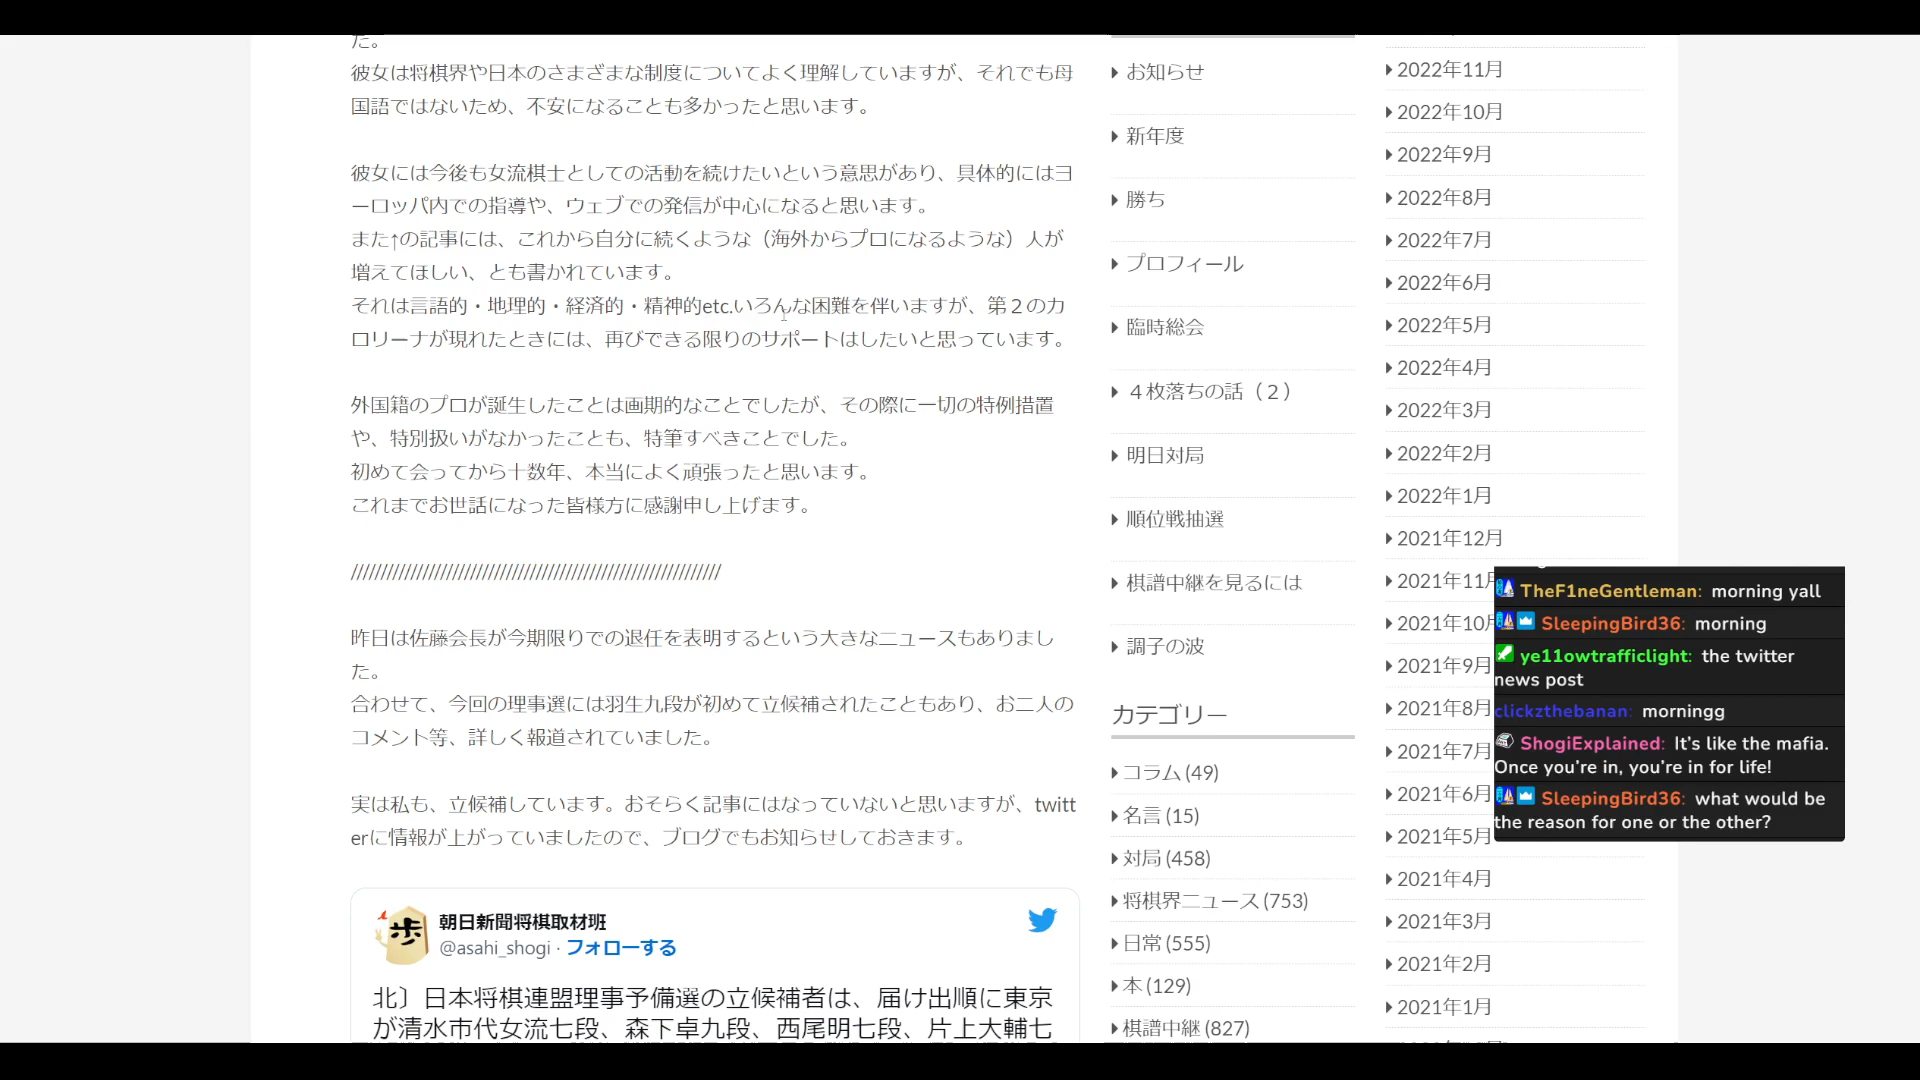 た。
彼女は将棋界や日本のさまざまな制度についてよく理解していますが、それでも母
国語ではないため、不安になることも多かったと思います。
彼女には今後も女流棋士としての活動を続けたいという意思があり、具体的にはヨ
ーロッパ内での指導や、ウェブでの発信が中心になると思います。
また↑の記事には、これから自分に続くような（海外からプロになるような）人が
増えてほしい、とも書かれています。
それは言語的・地理的・経済的・精神的etc.いろんな困難を伴いますが、第２のカ
ロリーナが現れたときには、再びできる限りのサポートはしたいと思っています。
外国籍のプロが誕生したことは画期的なことでしたが、その際に一切の特例措置
や、特別扱いがなかったことも、特筆すべきことでした。
初めて会ってから十数年、本当によく頑張ったと思います。
これまでお世話になった皆様方に感謝申し上げます。
//////////////////////////////////////////////////////////////
昨日は佐藤会長が今期限りでの退任を表明するという大きなニュースもありまし
た。
合わせて、今回の理事選には羽生九段が初めて立候補されたこともあり、お二人の
コメント等、詳しく報道されていました。
実は私も、立候補しています。おそらく記事にはなっていないと思いますが、twitt
erに情報が上がっていましたので、ブログでもお知らせしておきます。
朝日新聞将棋取材班
@asahi_shogi · フォローする
北〕日本将棋連盟理事予備選の立候補者は、届け出順に東京
が清水市代女流七段、森下卓九段、西尾明七段、片上大輔七
お知らせ
新年度
勝ち
プロフィール
臨時総会
４枚落ちの話（２）
明日対局
順位戦抽選
棋譜中継を見るには
調子の波
カテゴリー
コラム (49)
名言 (15)
対局 (458)
将棋界ニュース (753)
日常 (555)
本 (129)
棋譜中継 (827)
2022年11月
2022年10月
2022年9月
2022年8月
2022年7月
2022年6月
2022年5月
2022年4月
2022年3月
2022年2月
2022年1月
2021年12月
2021年11月
2021年10月
2021年9月
2021年8月
2021年7月
2021年6月
2021年5月
2021年4月
2021年3月
2021年2月
2021年1月
TheF1neGentleman: morning yall
SleepingBird36: morning
ye11owtrafficlight: the twitter
news post
clickzthebanan: morningg
ShogiExplained: It's like the mafia.
Once you're in, you're in for life!
SleepingBird36: what would be
the reason for one or the other?